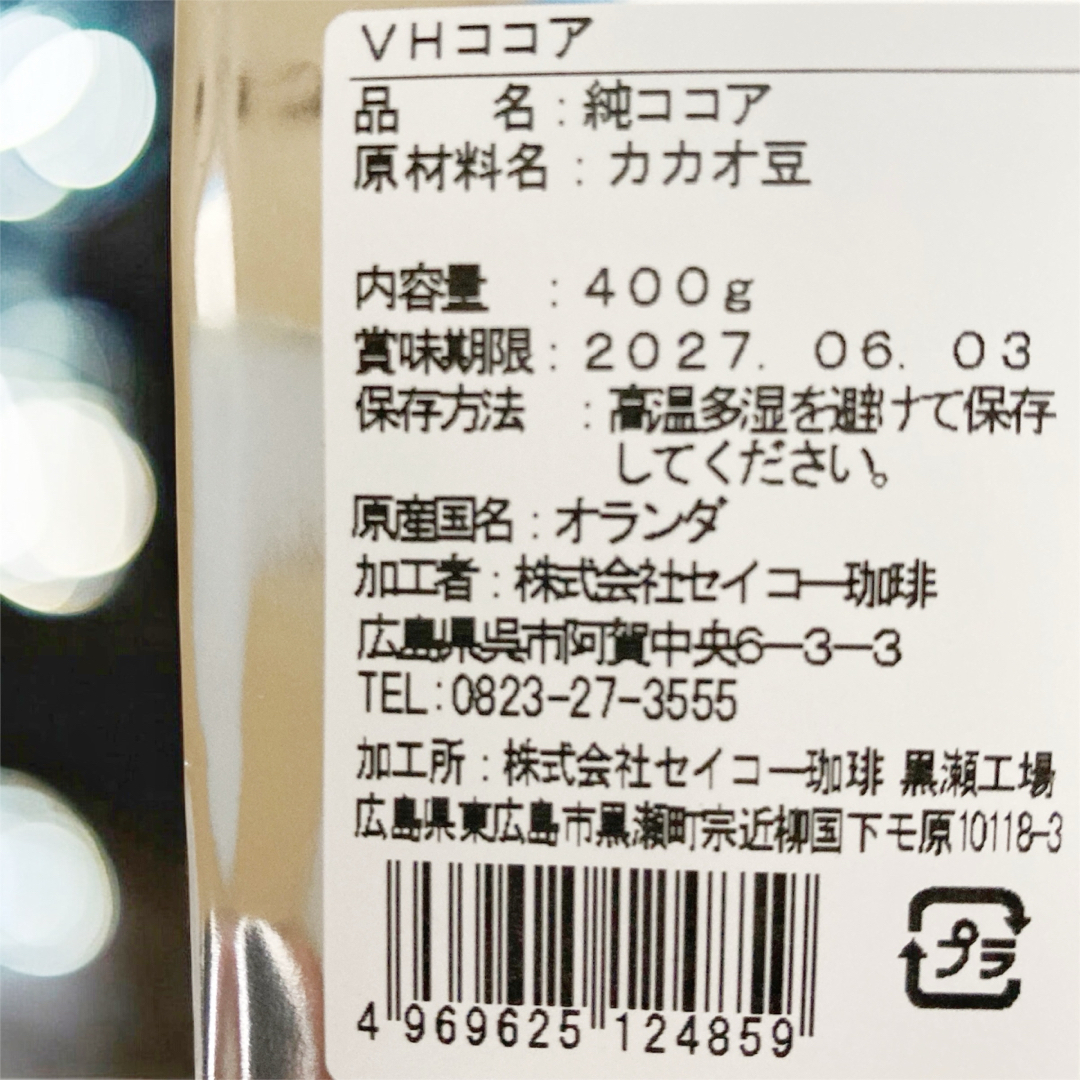 VHココア
品　　名：純ココア
原材料名：カカオ豆
内容量　：400g
賞味期限：2027. 06. 03
保存方法　：高温多湿を避けて保存
してください。
原産国名：オランダ
加工者：株式会社セイコー珈琲
広島県呉市阿賀中央6-3-3
TEL:0823-27-3555
加工所：株式会社セイコー珈琲 黒瀬工場
広島県東広島市黒瀬町宗近柳国下モ原10118-3
プラ
4 969625 124859